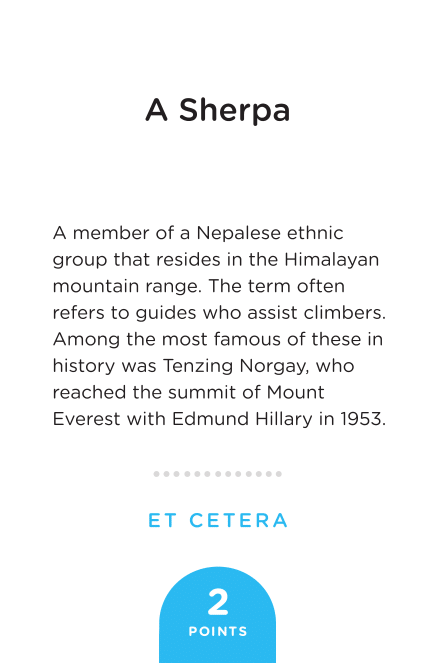 A Sherpa
A member of a Nepalese ethnic
group that resides in the Himalayan
mountain range. The term often
refers to guides who assist climbers.
Among the most famous of these in
history was Tenzing Norgay, who
reached the summit of Mount
Everest with Edmund Hillary in 1953.
ET CETERA
2
POINTS